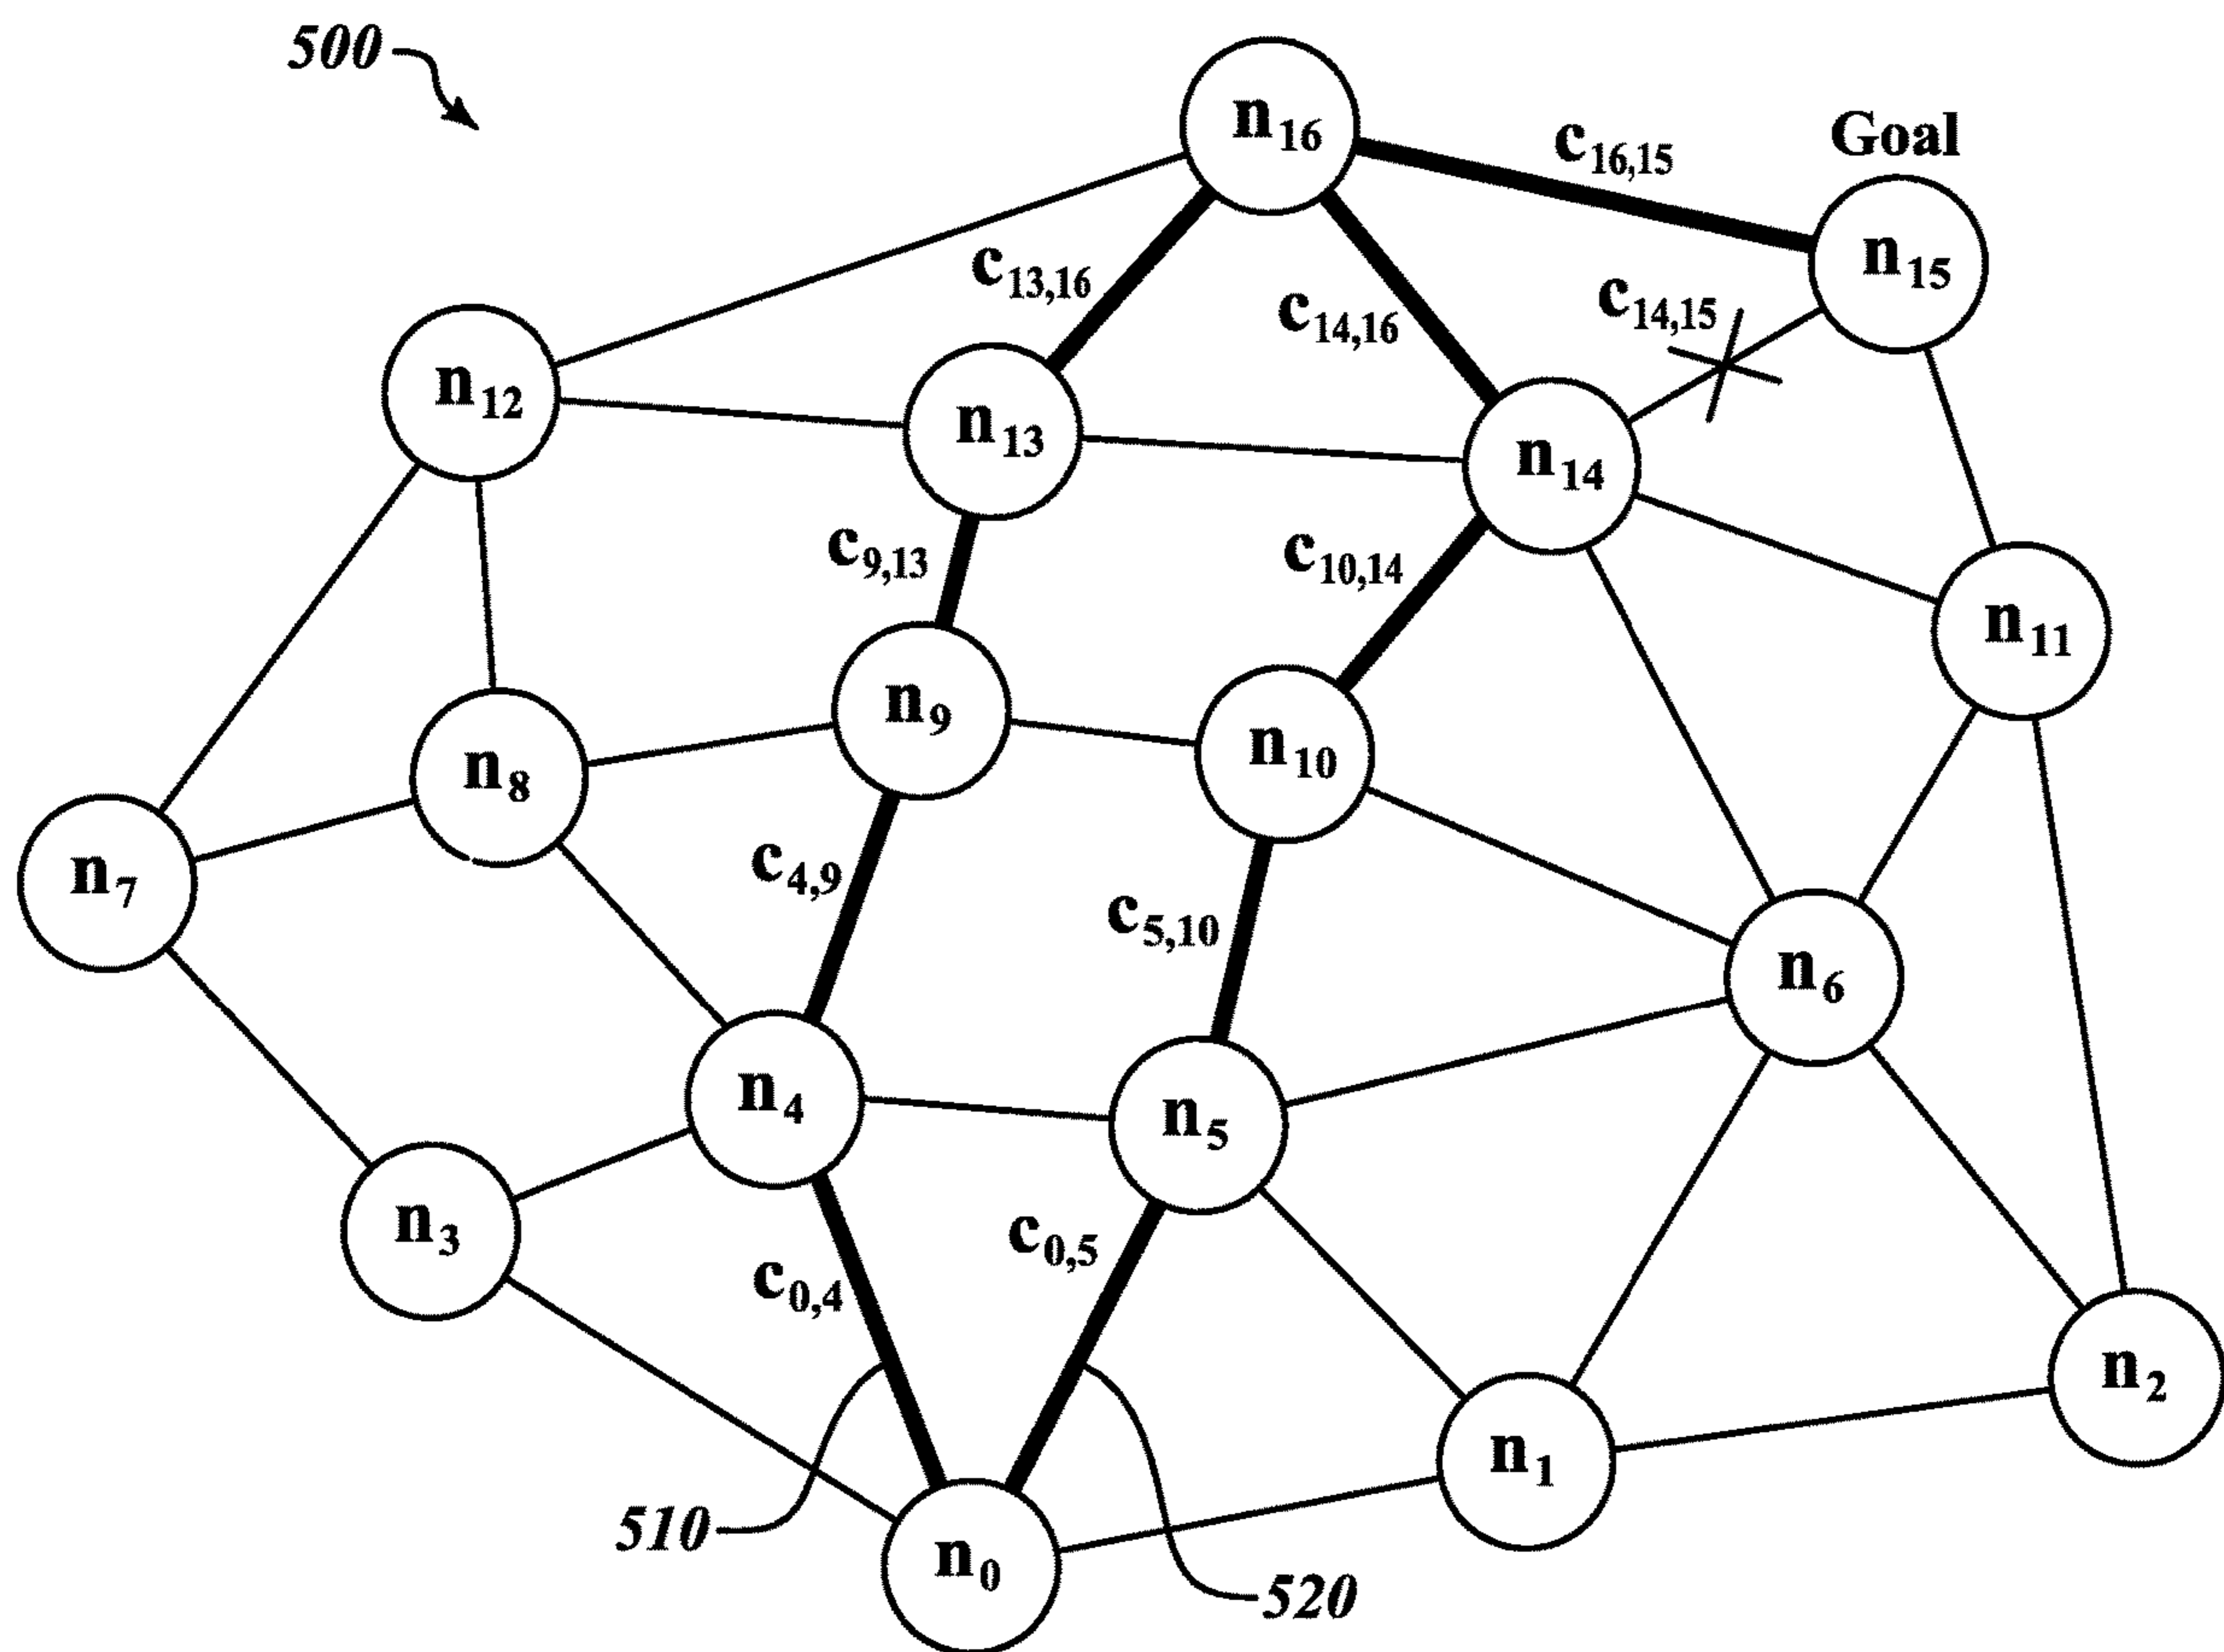 500
n16
c16,15
Goal
n15
c13,16
c14,16
c14,15
n12
n13
n14
c9,13
c10,14
n11
n9
n10
n8
n7
c4,9
c5,10
n6
n4
n5
n3
c0,4
c0,5
n2
n1
510
n0
520